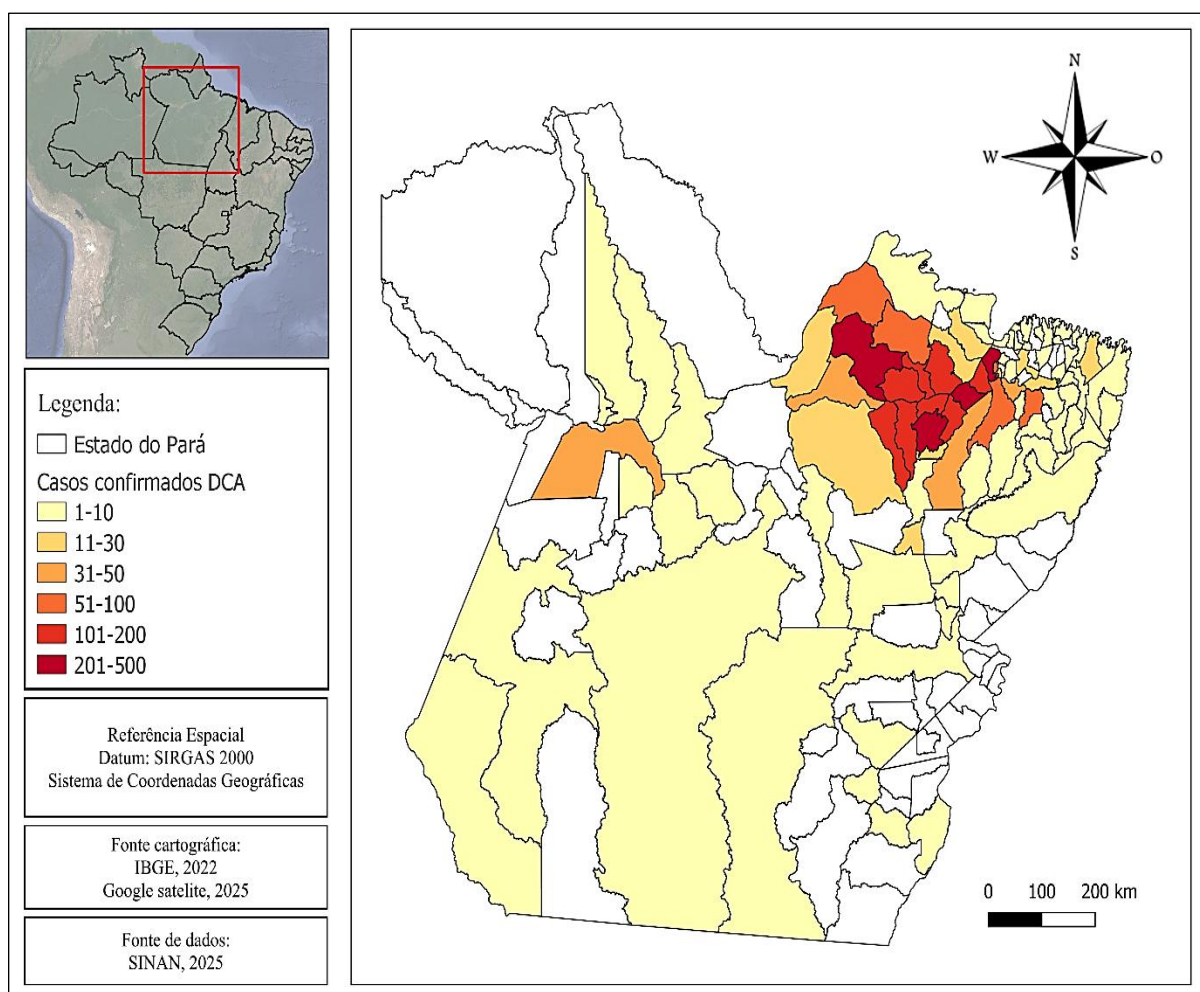 Legenda:
Estado do Pará
Casos confirmados DCA
1-10
11-30
31-50
51-100
101-200
201-500
Referência Espacial
Datum: SIRGAS 2000
Sistema de Coordenadas Geográficas
Fonte cartográfica:
IBGE, 2022
Google satelite, 2025
Fonte de dados:
SINAN, 2025
N
W
O
S
0 100 200 km